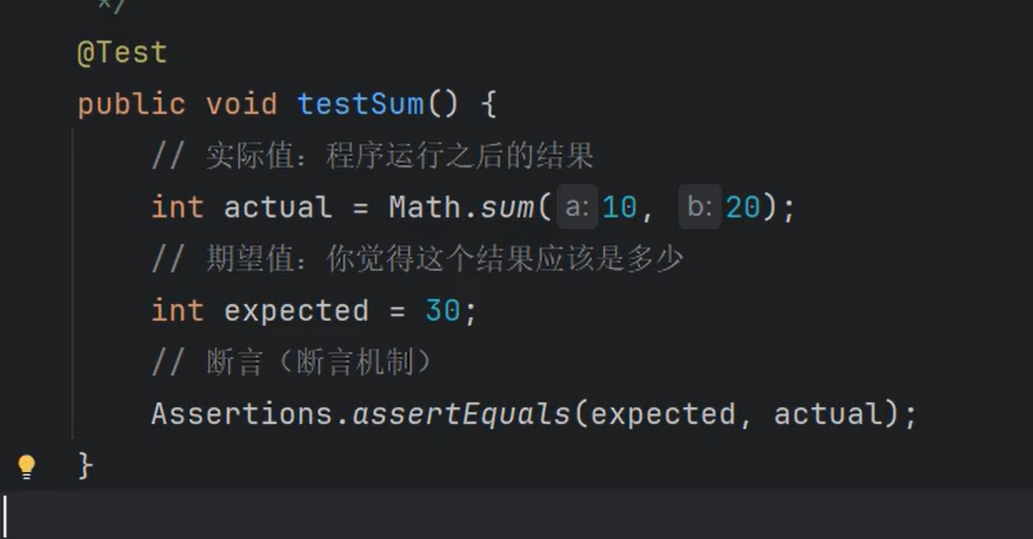 */
@Test
public void testSum() {
// 实际值：程序运行之后的结果
int actual = Math.sum( a: 10, b: 20);
// 期望值：你觉得这个结果应该是多少
int expected = 30;
// 断言（断言机制）
Assertions.assertEquals(expected, actual);
}